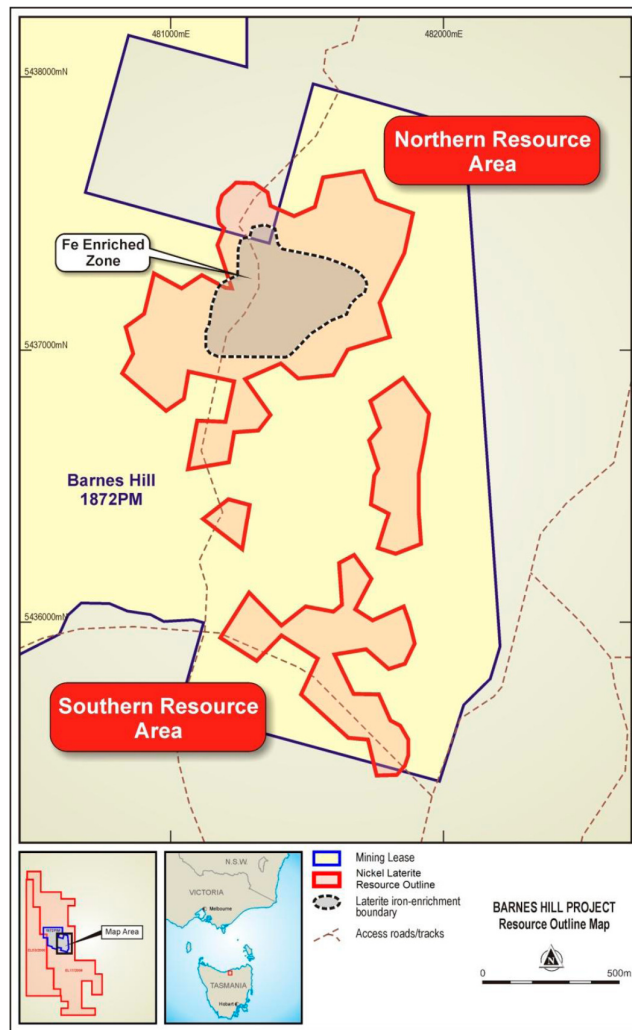 481000mE
482000mE
5438000mN
Northern Resource
Area
Fe Enriched
Zone
5437000mN
Barnes Hill
1872PM
5436000mN
Southern Resource
Area
Map Area
N.S.W.
VICTORIA
Melbourne
TASMANIA
Hobart
Mining Lease
Nickel Laterite
Resource Outline
Laterite iron-enrichment
boundary
Access roads/tracks
BARNES HILL PROJECT
Resource Outline Map
N
0
500m